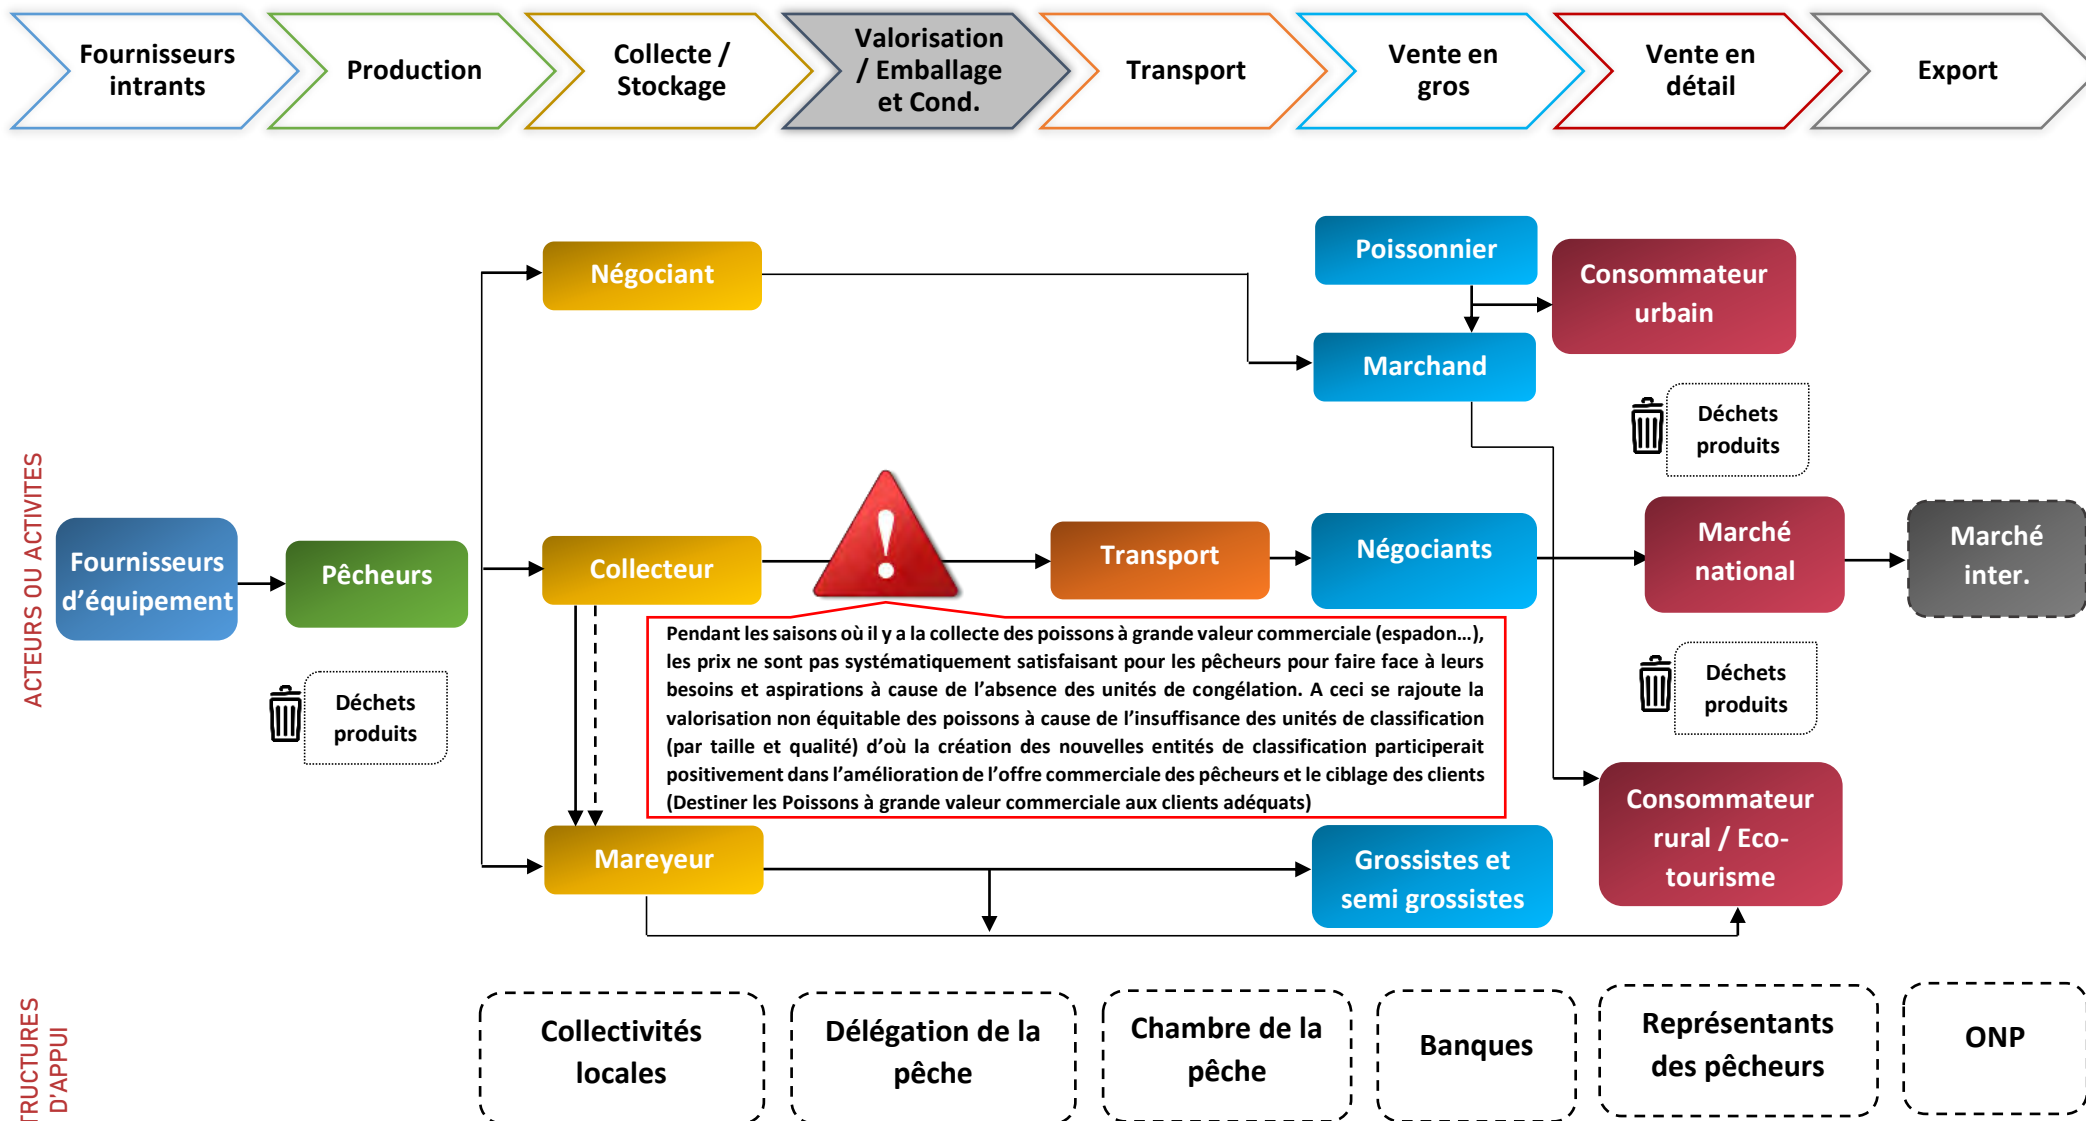 Fournisseurs
intrants
Production
Collecte /
Stockage
Valorisation
/ Emballage
et Cond.
Transport
Vente en
gros
Vente en
détail
Export
ACTEURS OU ACTIVITES
Fournisseurs
d’équipement
Pêcheurs
Déchets
produits
Négociant
Collecteur
Mareyeur
Transport
Poissonnier
Marchand
Négociants
Grossistes et
semi grossistes
Consommateur
urbain
Déchets
produits
Marché
national
Déchets
produits
Consommateur
rural / Eco-
tourisme
Marché
inter.
Pendant les saisons où il y a la collecte des poissons à grande valeur commerciale (espadon…),
les prix ne sont pas systématiquement satisfaisant pour les pêcheurs pour faire face à leurs
besoins et aspirations à cause de l’absence des unités de congélation. A ceci se rajoute la
valorisation non équitable des poissons à cause de l’insuffisance des unités de classification
(par taille et qualité) d’où la création des nouvelles entités de classification participerait
positivement dans l’amélioration de l’offre commerciale des pêcheurs et le ciblage des clients
(Destiner les Poissons à grande valeur commerciale aux clients adéquats)
TRUCTURES
D’APPUI
Collectivités
locales
Délégation de la
pêche
Chambre de la
pêche
Banques
Représentants
des pêcheurs
ONP